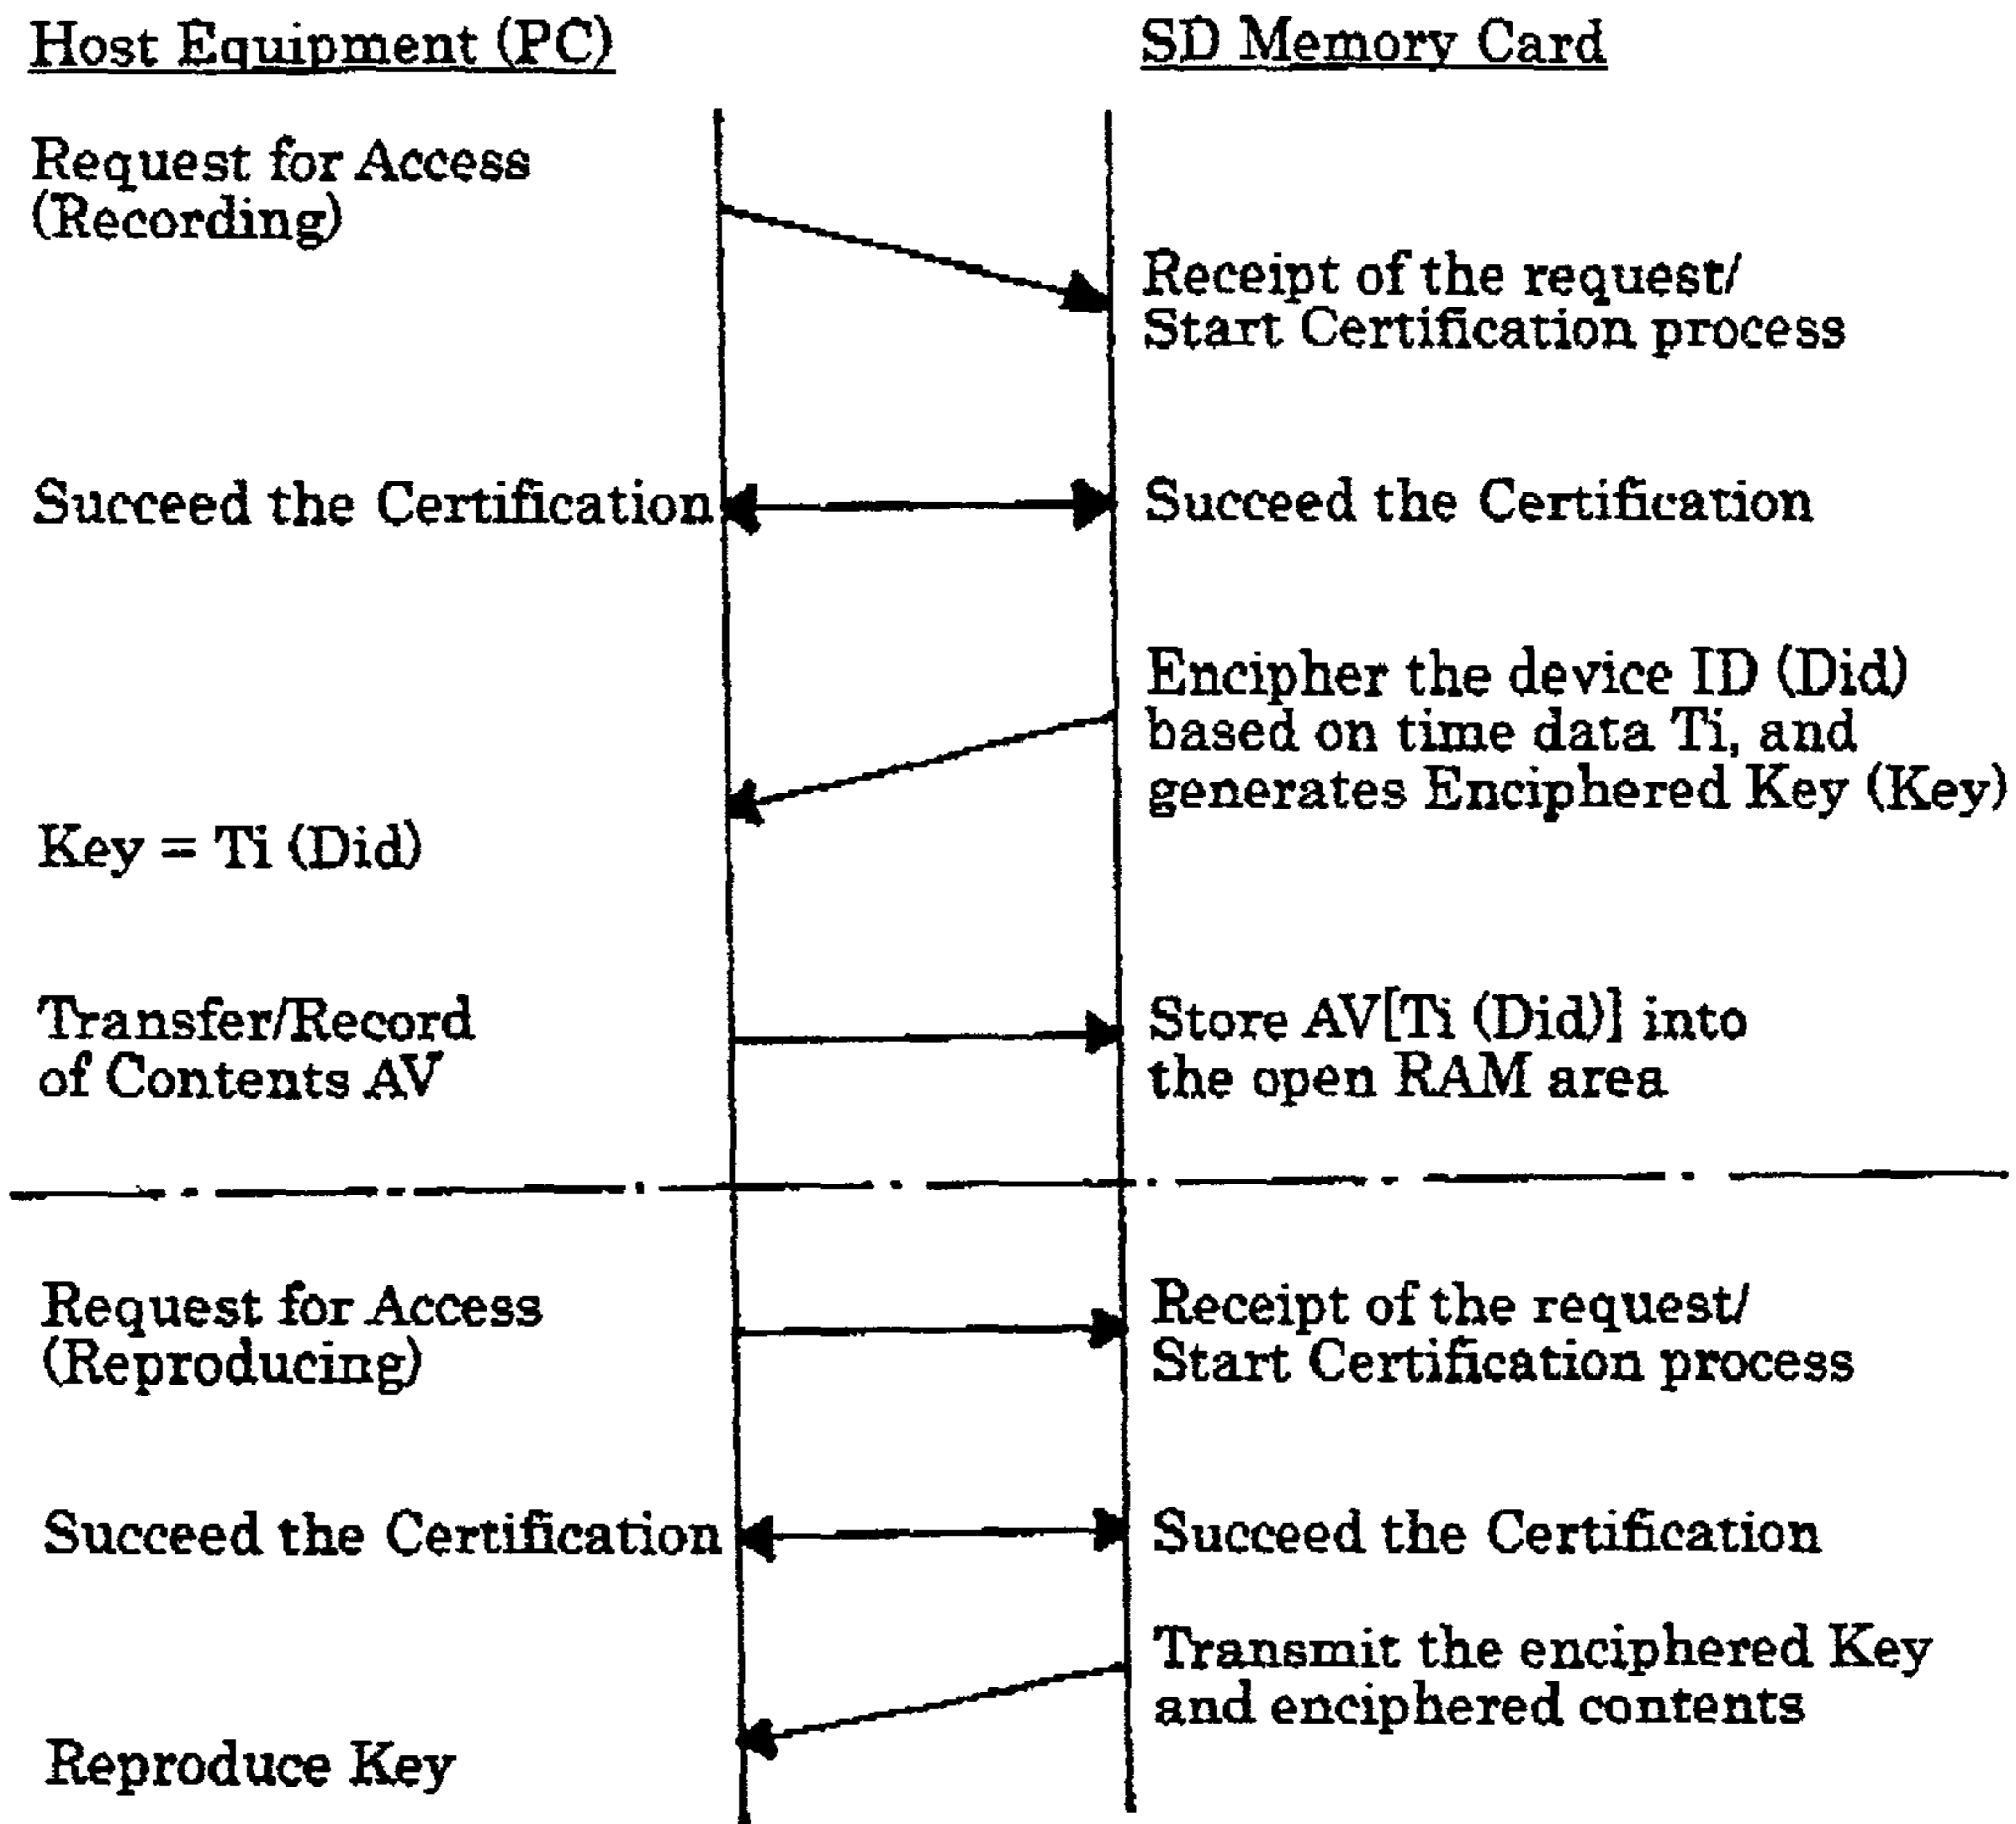 Host Equipment (PC)
SD Memory Card
Request for Access
(Recording)
Receipt of the request/
Start Certification process
Succeed the Certification
Succeed the Certification
Encipher the device ID (Did)
based on time data Ti, and
generates Enciphered Key (Key)
Key = Ti (Did)
Transfer/Record
of Contents AV
Store AV[Ti (Did)] into
the open RAM area
Request for Access
(Reproducing)
Receipt of the request/
Start Certification process
Succeed the Certification
Succeed the Certification
Transmit the enciphered Key
and enciphered contents
Reproduce Key